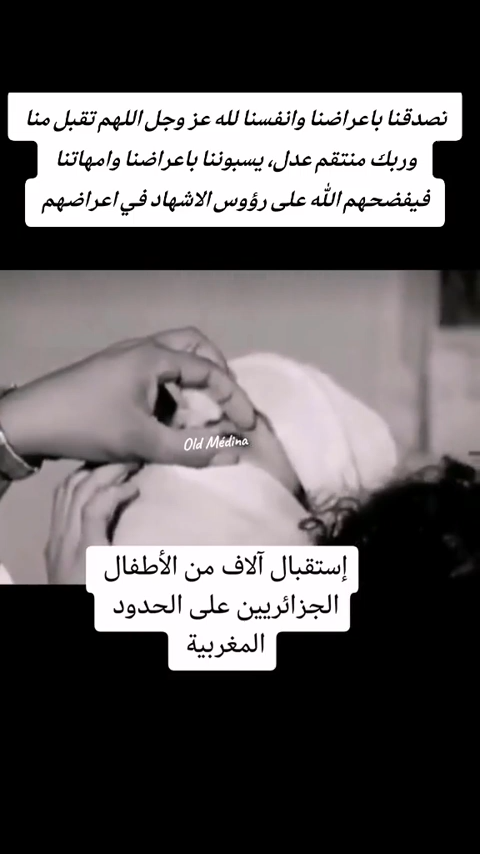 نصدقنا باعراضنا وانفسنا لله عز وجل اللهم تقبل منا
وربك منتقم عدل، يسبوننا باعراضنا وامهاتنا
فيفضحهم الله على رؤوس الاشهاد في اعراضهم
Old Médina
إستقبال آلاف من الأطفال
الجزائريين على الحدود
المغربية